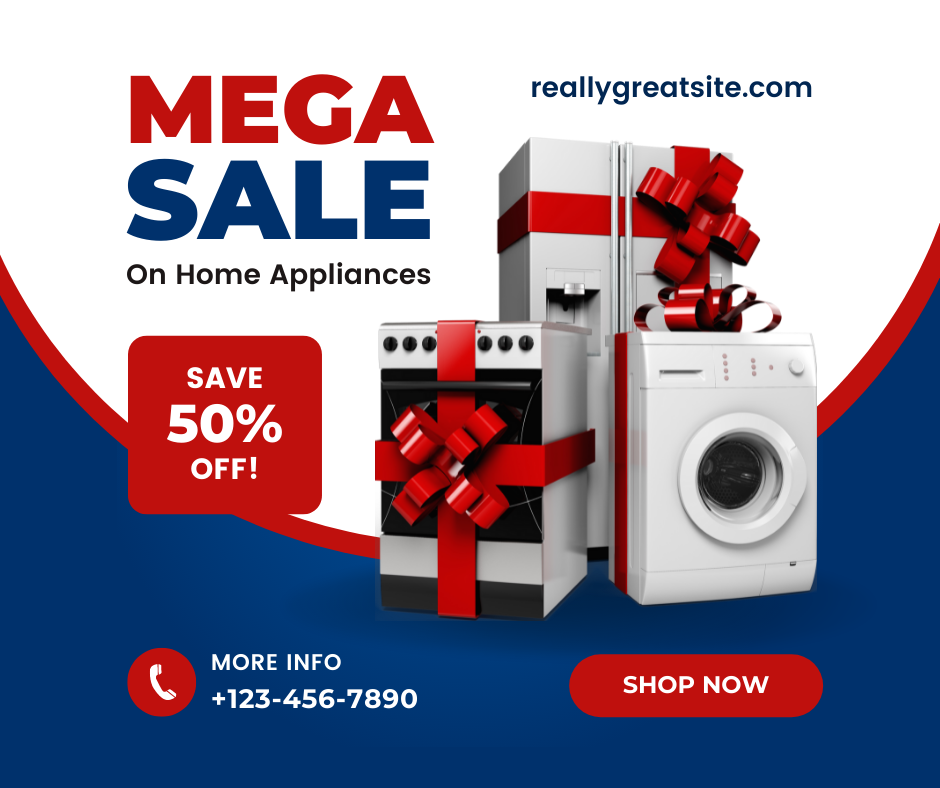 MEGA
SALE
On Home Appliances
reallygreatsite.com
SAVE
50%
OFF!
MORE INFO
+123-456-7890
SHOP NOW